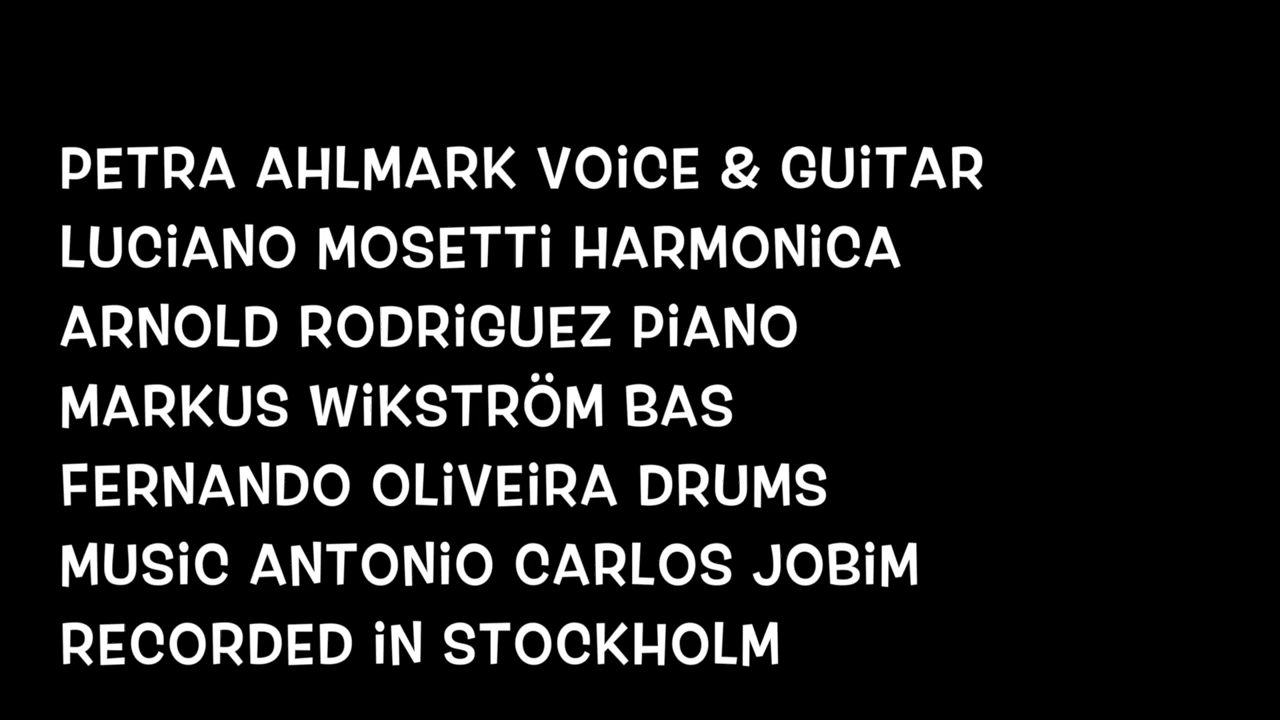 PETRA AHLMARK VOiCE & GUiTAR
LUCiANO MOSETTi HARMONiCA
ARNOLD RODRiGUEZ PiANO
MARKUS WiKSTRÖM BAS
FERNANDO OLiVEiRA DRUMS
MUSiC ANTONiO CARLOS JOBiM
RECORDED iN STOCKHOLM